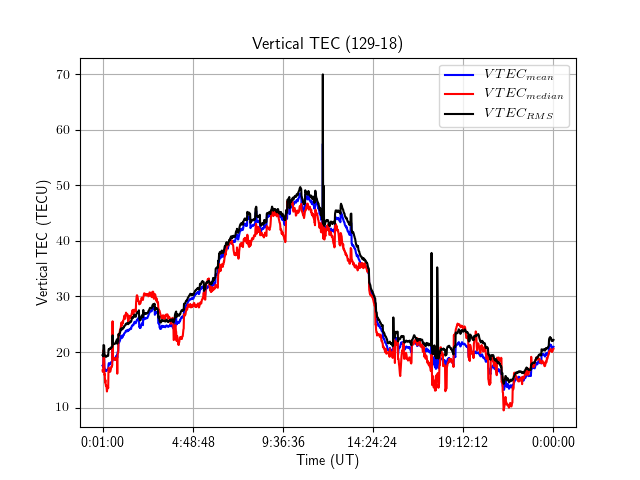 Vertical TEC (129-18)
VTEC_mean
VTEC_median
VTEC_RMS
Vertical TEC (TECU)
70
60
50
40
30
20
10
0:01:00 4:48:48 9:36:36 14:24:24 19:12:12 0:00:00
Time (UT)